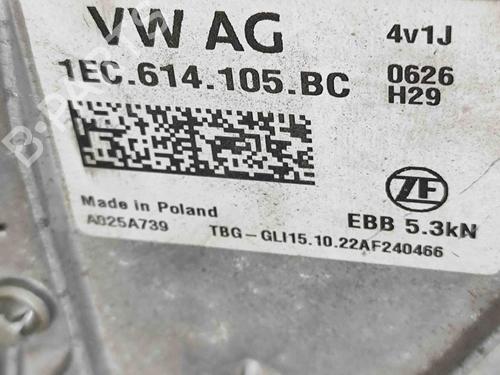 VW AG 4v1J
1EC.614.105.BC 0626
H29
ZF
Made in Poland EBB 5.3kN
A025A739 TBG-GLI15.10.22AF240466
B-PARTS